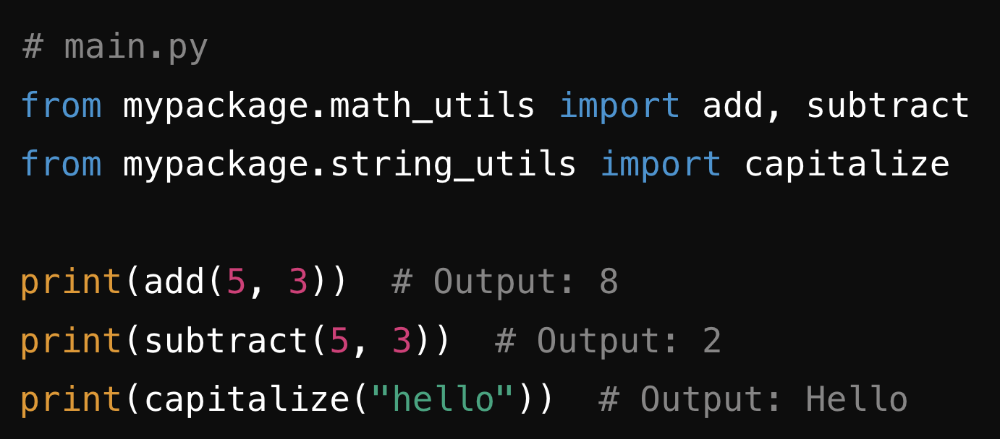 # main.py
from mypackage.math_utils import add, subtract
from mypackage.string_utils import capitalize
print(add(5, 3))  # Output: 8
print(subtract(5, 3))  # Output: 2
print(capitalize("hello"))  # Output: Hello